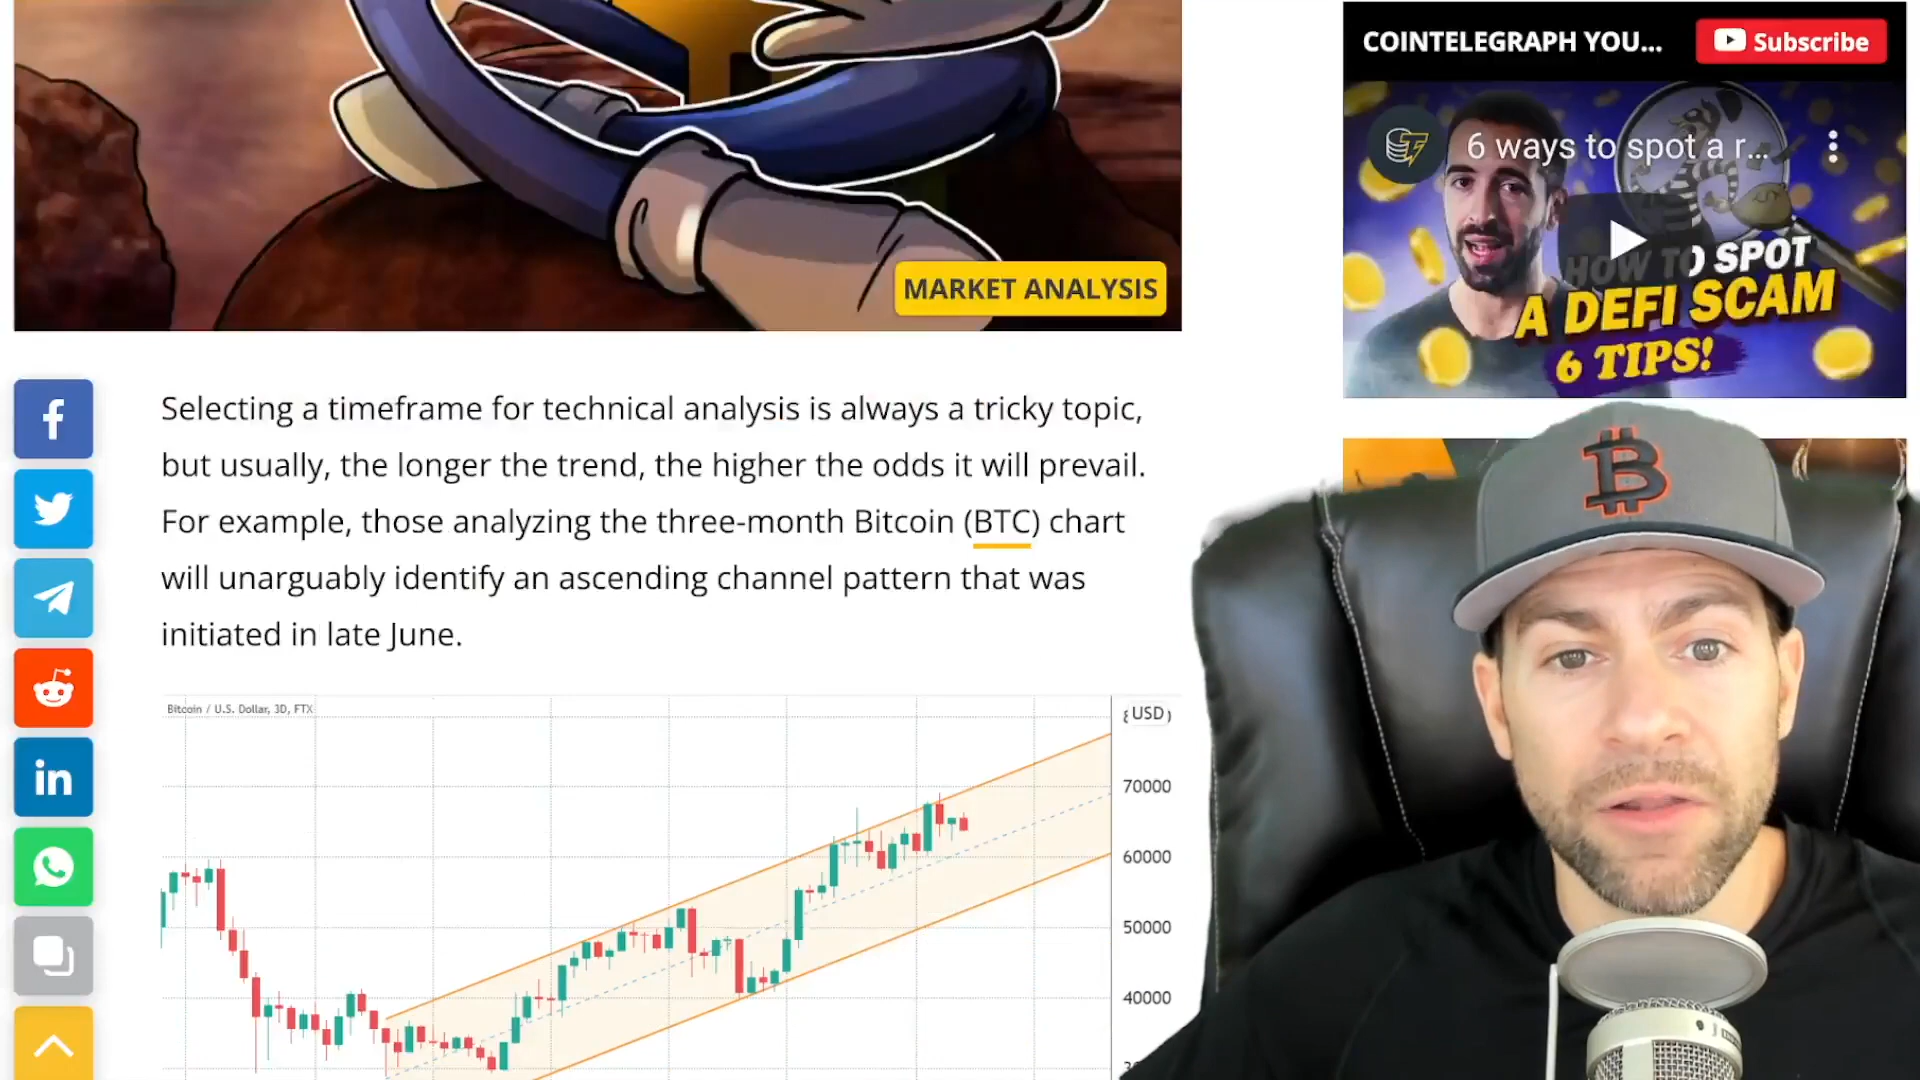 COINTELEGRAPH YOU...
Subscribe
6 ways to spot a r...
HOW TO SPOT
A DEFI SCAM
6 TIPS!
MARKET ANALYSIS
Selecting a timeframe for technical analysis is always a tricky topic,
but usually, the longer the trend, the higher the odds it will prevail.
For example, those analyzing the three-month Bitcoin (BTC) chart
will unarguably identify an ascending channel pattern that was
initiated in late June.
Bitcoin / U.S. Dollar, 3D, FTX
USD
70000
60000
50000
40000